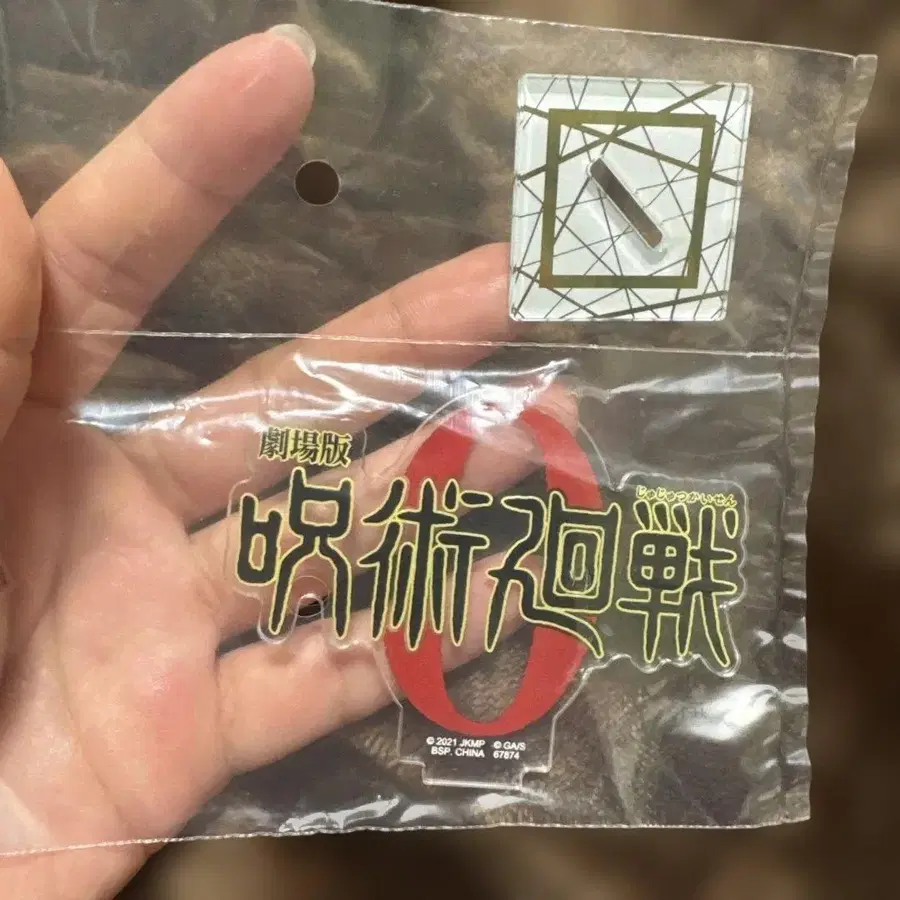 劇場版
じゅじゅつかいせん
呪術廻戦
0
© 2021 JKMP © GA/S
BSP, CHINA 67874